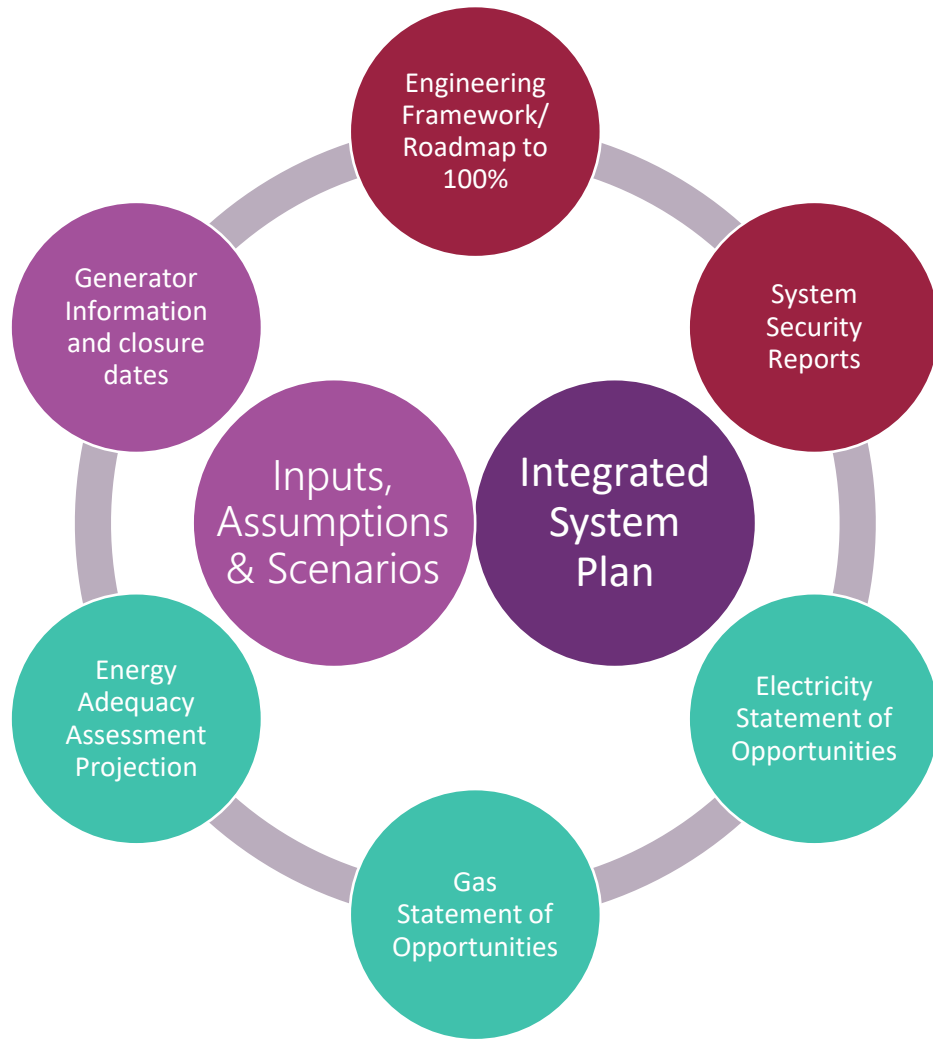 Engineering
Framework/
Roadmap to
100%
Generator
Information
and closure
dates
System
Security
Reports
Inputs,
Assumptions
& Scenarios
Integrated
System
Plan
Energy
Adequacy
Assessment
Projection
Electricity
Statement of
Opportunities
Gas
Statement of
Opportunities